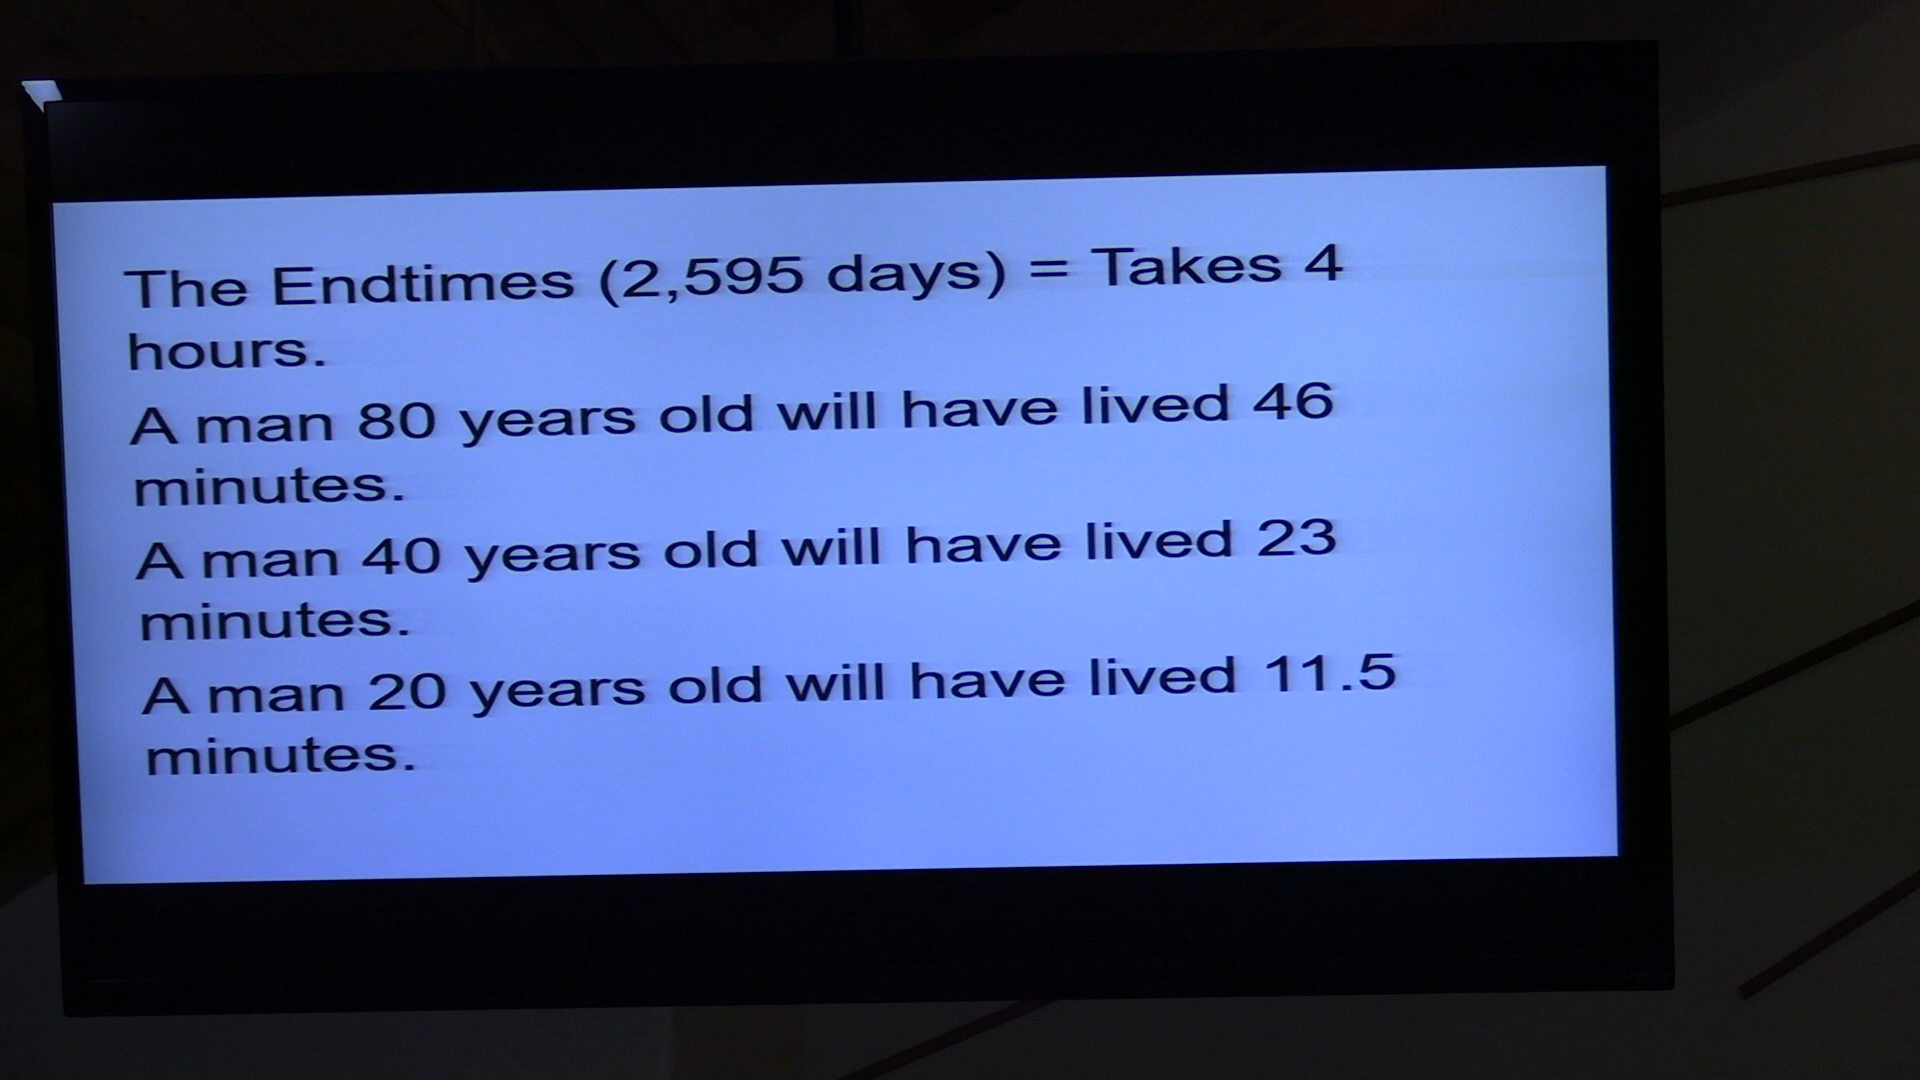 The Endtimes (2,595 days) = Takes 4
hours.
A man 80 years old will have lived 46
minutes.
A man 40 years old will have lived 23
minutes.
A man 20 years old will have lived 11.5
minutes.